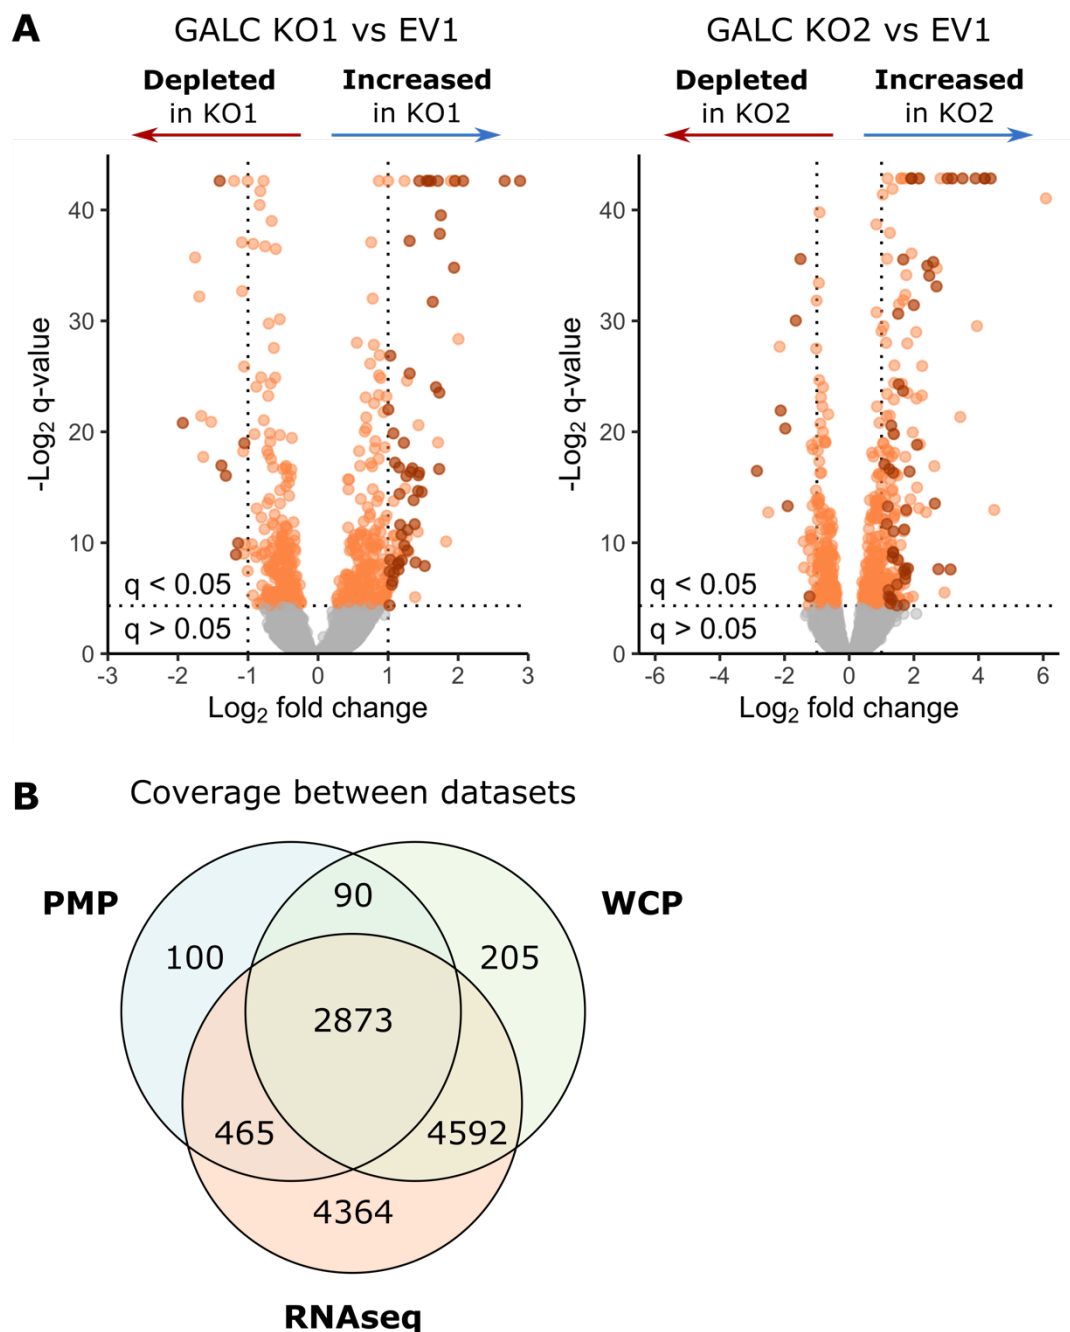 A
GALC KO1 vs EV1
GALC KO2 vs EV1
Depleted
in KO1
Increased
in KO1
Depleted
in KO2
Increased
in KO2
-Log2 q-value
40
30
20
10
0
q < 0.05
q > 0.05
-3 -2 -1 0 1 2 3
Log2 fold change
-Log2 q-value
40
30
20
10
0
q < 0.05
q > 0.05
-6 -4 -2 0 2 4 6
Log2 fold change
B
Coverage between datasets
PMP
WCP
90
100
205
2873
465
4592
4364
RNAseq